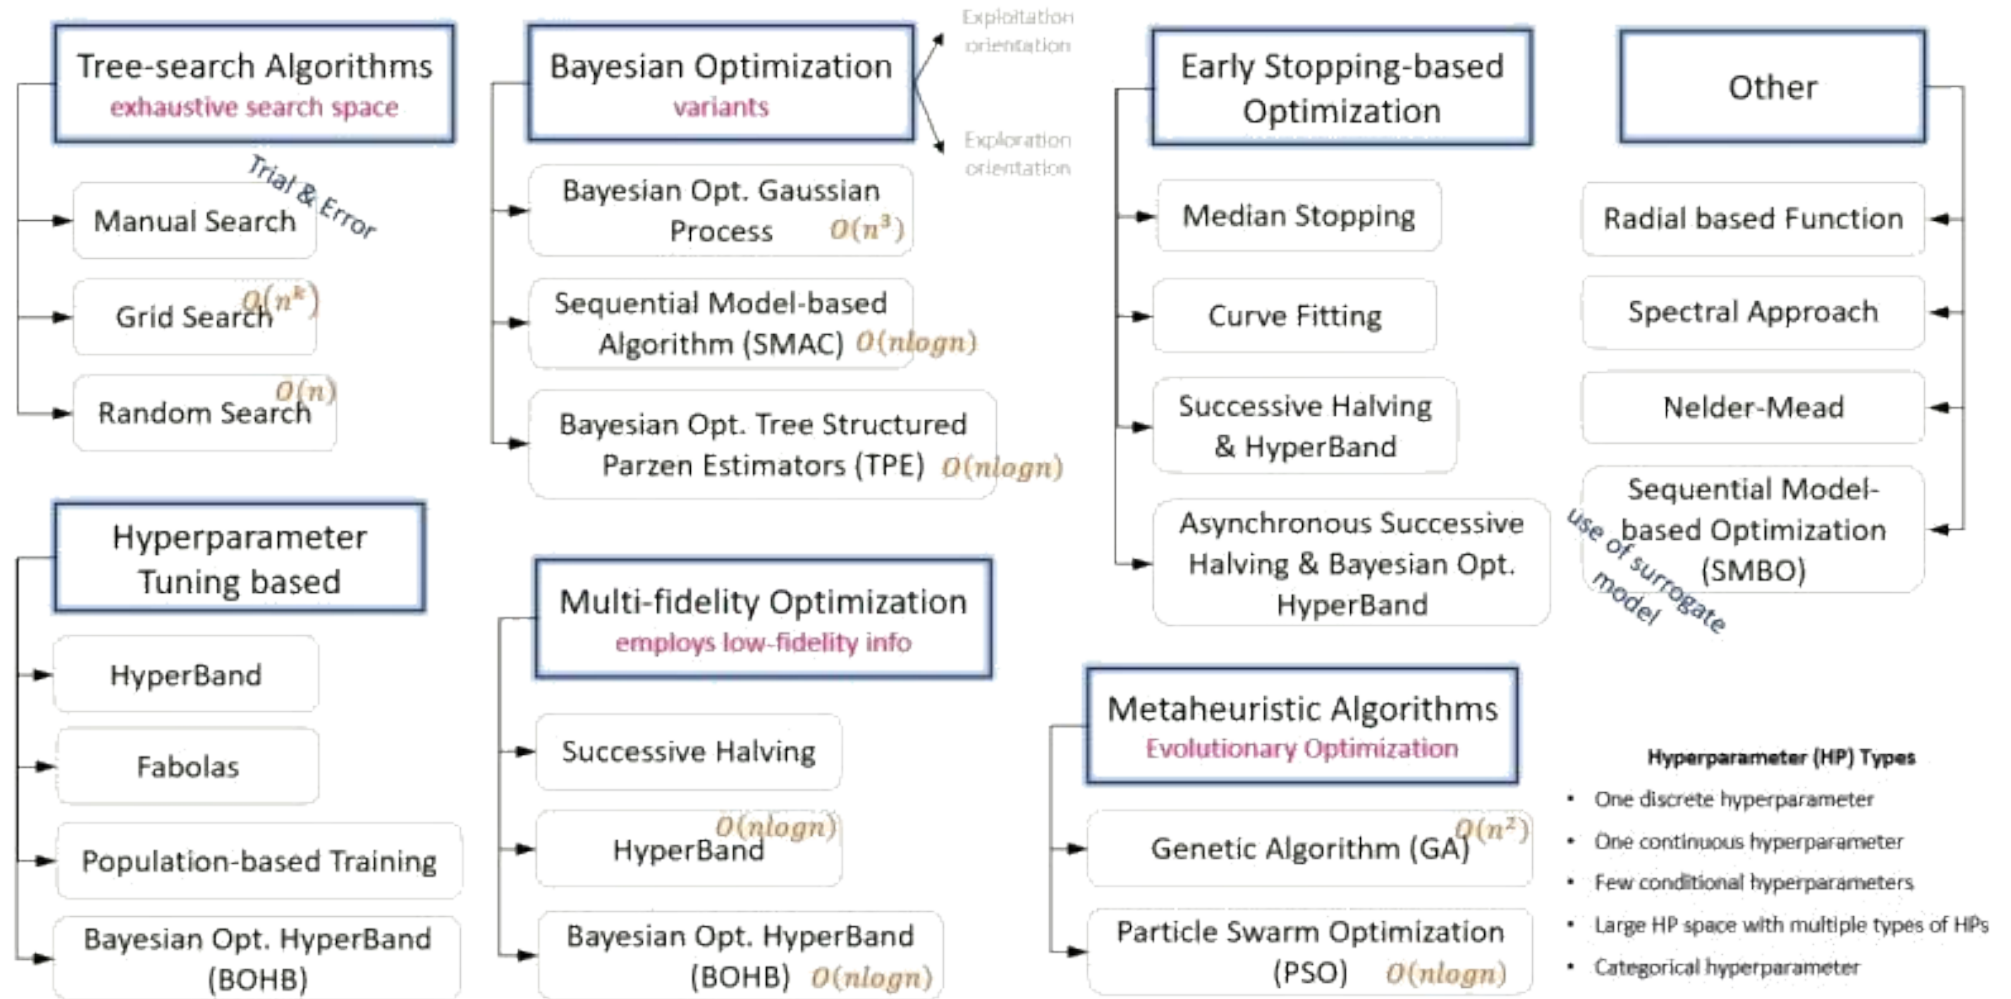 Tree-search Algorithms
exhaustive search space
Trial & Error
Manual Search
Grid Search
O(n^k)
Random Search
O(n)
Bayesian Optimization
variants
Exploitation
orientation
Exploration
orientation
Bayesian Opt. Gaussian
Process O(n³)
Sequential Model-based
Algorithm (SMAC) O(nlogn)
Bayesian Opt. Tree Structured
Parzen Estimators (TPE) O(nlogn)
Early Stopping-based
Optimization
Median Stopping
Curve Fitting
Successive Halving
& HyperBand
Asynchronous Successive
Halving & Bayesian Opt.
HyperBand
Other
Radial based Function
Spectral Approach
Nelder-Mead
Sequential Model-
based Optimization
(SMBO)
use of surrogate
model
Hyperparameter
Tuning based
HyperBand
Fabolas
Population-based Training
Bayesian Opt. HyperBand
(BOHB)
Multi-fidelity Optimization
employs low-fidelity info
Successive Halving
HyperBand
O(nlogn)
Bayesian Opt. HyperBand
(BOHB) O(nlogn)
Metaheuristic Algorithms
Evolutionary Optimization
Genetic Algorithm (GA)
O(n²)
Particle Swarm Optimization
(PSO) O(nlogn)
Hyperparameter (HP) Types
• One discrete hyperparameter
• One continuous hyperparameter
• Few conditional hyperparameters
• Large HP space with multiple types of HPs
• Categorical hyperparameter